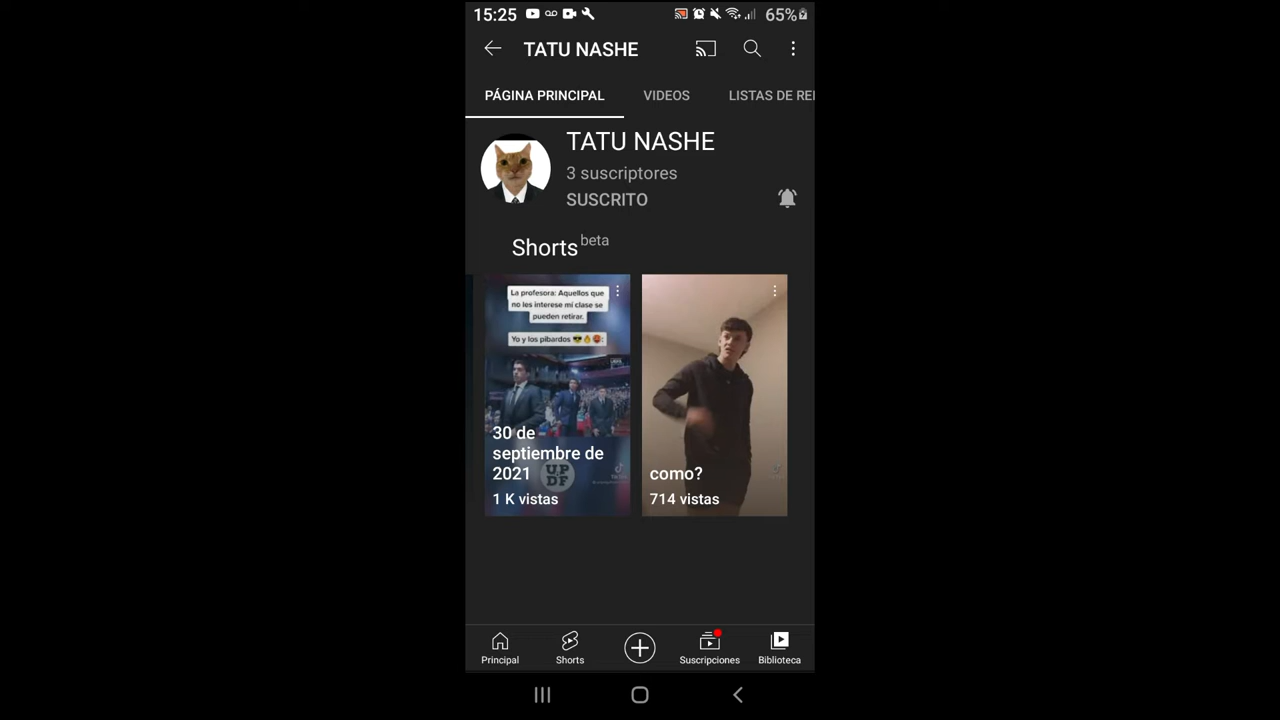 15:25
65%
TATU NASHE
PÁGINA PRINCIPAL
VIDEOS
LISTAS DE RE
TATU NASHE
3 suscriptores
SUSCRITO
Shorts beta
La profesora: Aquellos que
no les interese mi clase se
pueden retirar.
Yo y los pibardos 😎👌👹:
30 de
septiembre de
2021
UP
DF
1 K vistas
como?
714 vistas
Principal
Shorts
Suscripciones
Biblioteca